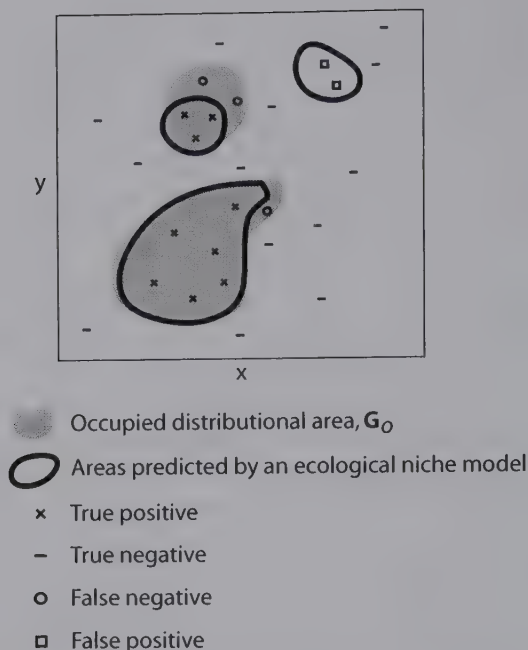 y
x
Occupied distributional area, G_O
Areas predicted by an ecological niche model
× True positive
– True negative
o False negative
□ False positive